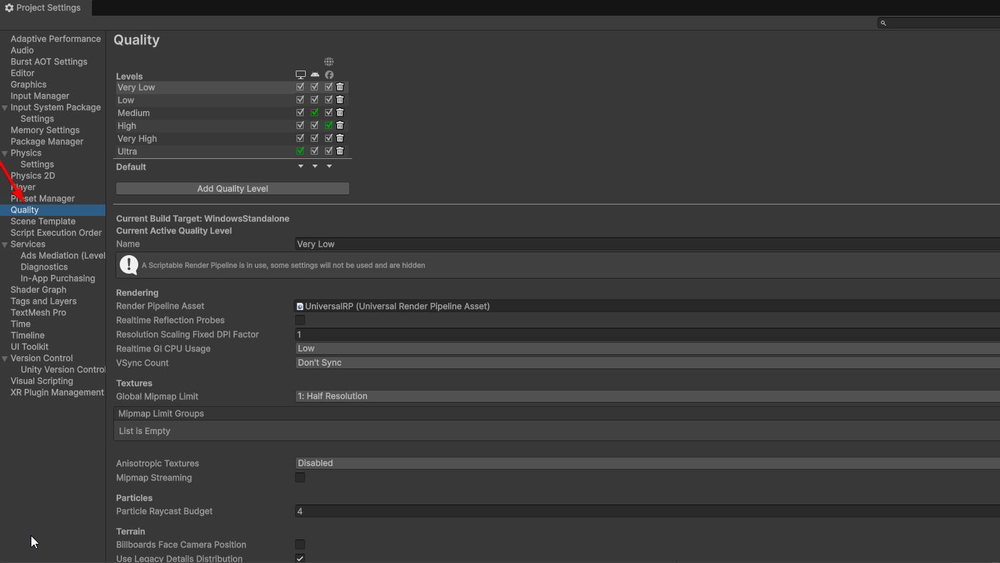 Project Settings
Adaptive Performance
Audio
Burst AOT Settings
Editor
Graphics
Input Manager
Input System Package
Settings
Memory Settings
Package Manager
Physics
Settings
Physics 2D
Player
Preset Manager
Quality
Scene Template
Script Execution Order
Services
Ads Mediation (Level
Diagnostics
In-App Purchasing
Shader Graph
Tags and Layers
TextMesh Pro
Time
Timeline
UI Toolkit
Version Control
Unity Version Control
Visual Scripting
XR Plugin Management
Quality
Levels
Very Low
Low
Medium
High
Very High
Ultra
Default
Add Quality Level
Current Build Target: WindowsStandalone
Current Active Quality Level
Name Very Low
A Scriptable Render Pipeline is in use, some settings will not be used and are hidden
Rendering
Render Pipeline Asset UniversalRP (Universal Render Pipeline Asset)
Realtime Reflection Probes
Resolution Scaling Fixed DPI Factor 1
Realtime GI CPU Usage Low
VSync Count Don't Sync
Textures
Global Mipmap Limit 1: Half Resolution
Mipmap Limit Groups
List is Empty
Anisotropic Textures Disabled
Mipmap Streaming
Particles
Particle Raycast Budget 4
Terrain
Billboards Face Camera Position
Use Legacy Details Distribution